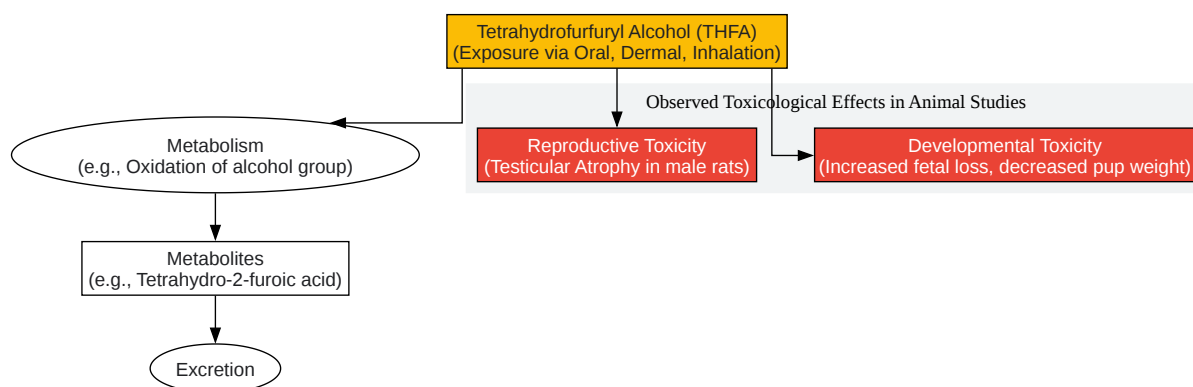 Tetrahydrofurfuryl Alcohol (THFA)
(Exposure via Oral, Dermal, Inhalation)
Observed Toxicological Effects in Animal Studies
Metabolism
(e.g., Oxidation of alcohol group)
Reproductive Toxicity
(Testicular Atrophy in male rats)
Developmental Toxicity
(Increased fetal loss, decreased pup weight)
Metabolites
(e.g., Tetrahydro-2-furoic acid)
Excretion